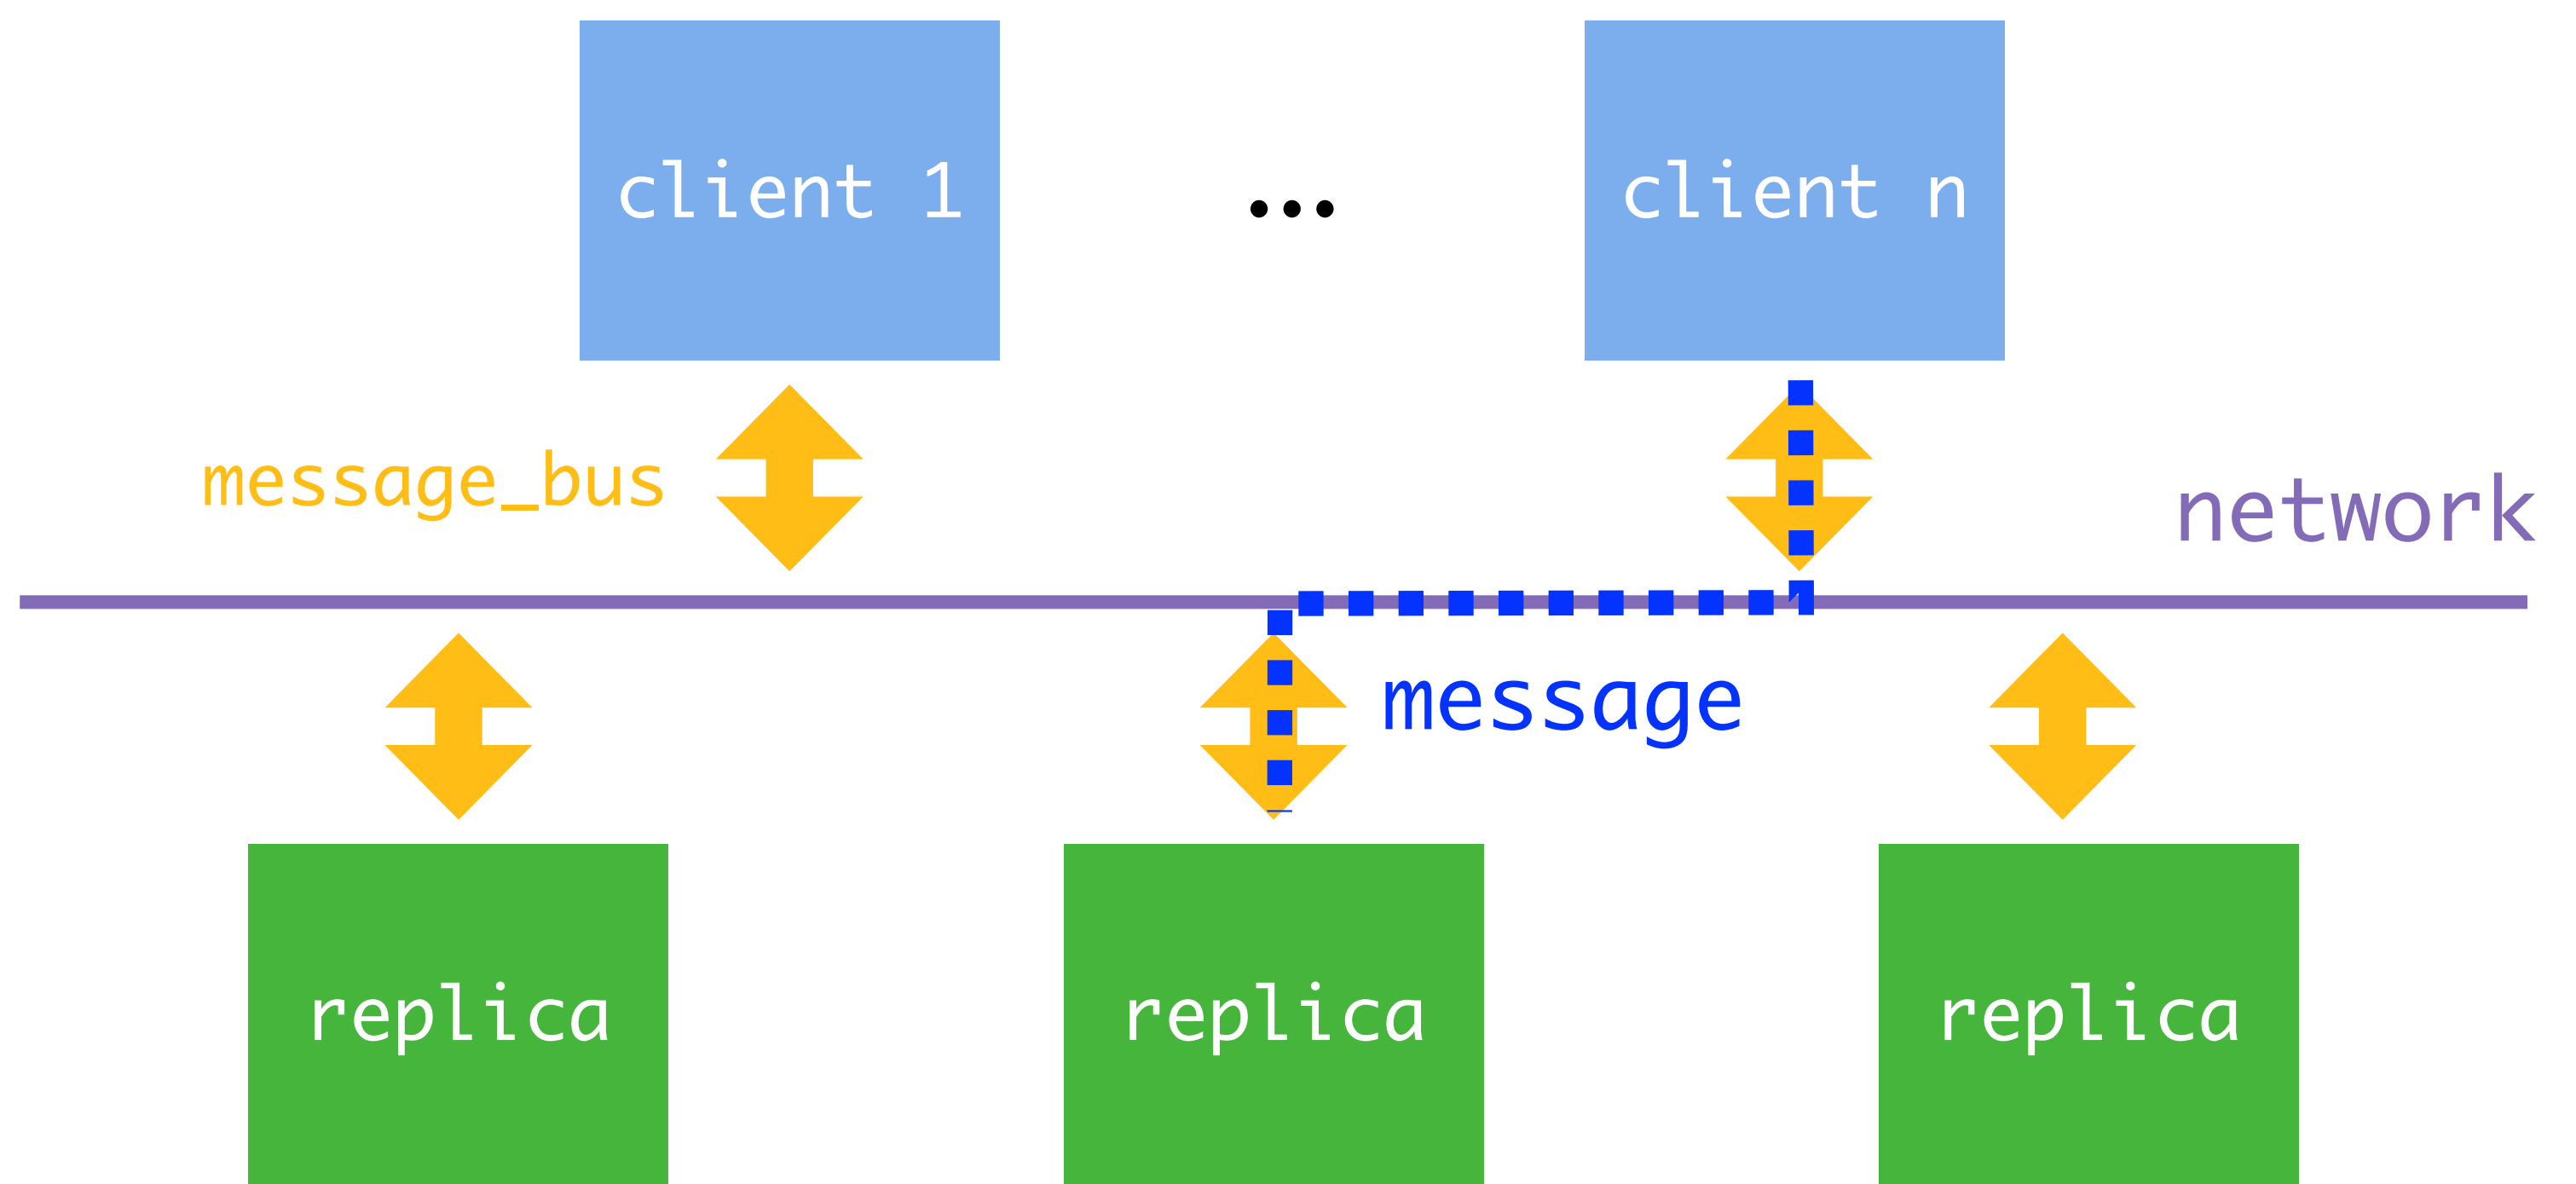 client 1
...
client n
message_bus
network
message
replica
replica
replica